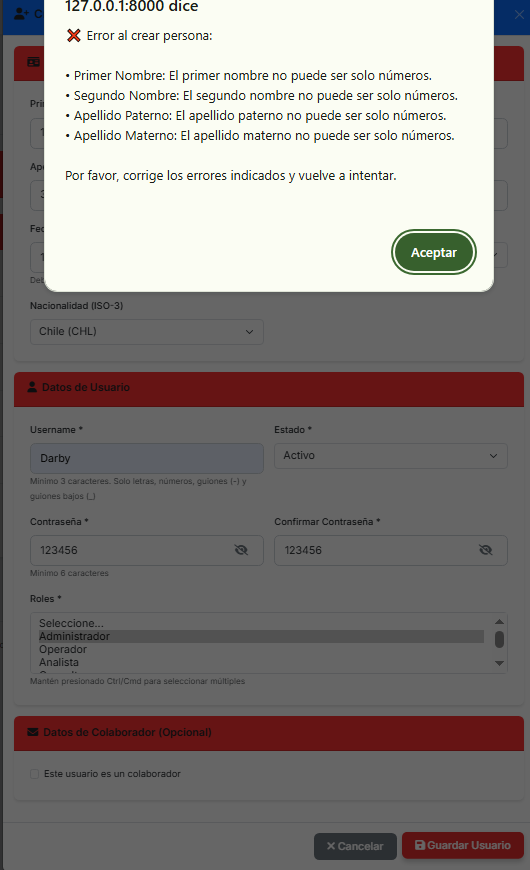 127.0.0.1:8000 dice
❌ Error al crear persona:
• Primer Nombre: El primer nombre no puede ser solo números.
• Segundo Nombre: El segundo nombre no puede ser solo números.
• Apellido Paterno: El apellido paterno no puede ser solo números.
• Apellido Materno: El apellido materno no puede ser solo números.
Por favor, corrige los errores indicados y vuelve a intentar.
Aceptar
Nacionalidad (ISO-3)
Chile (CHL)
Datos de Usuario
Username *
Estado *
Darby
Activo
Mínimo 3 caracteres. Solo letras, números, guiones (-) y
guiones bajos (_)
Contraseña *
Confirmar Contraseña *
123456
123456
Mínimo 6 caracteres
Roles *
Seleccione...
Administrador
Operador
Analista
Mantén presionado Ctrl/Cmd para seleccionar múltiples
Datos de Colaborador (Opcional)
Este usuario es un colaborador
Cancelar
Guardar Usuario